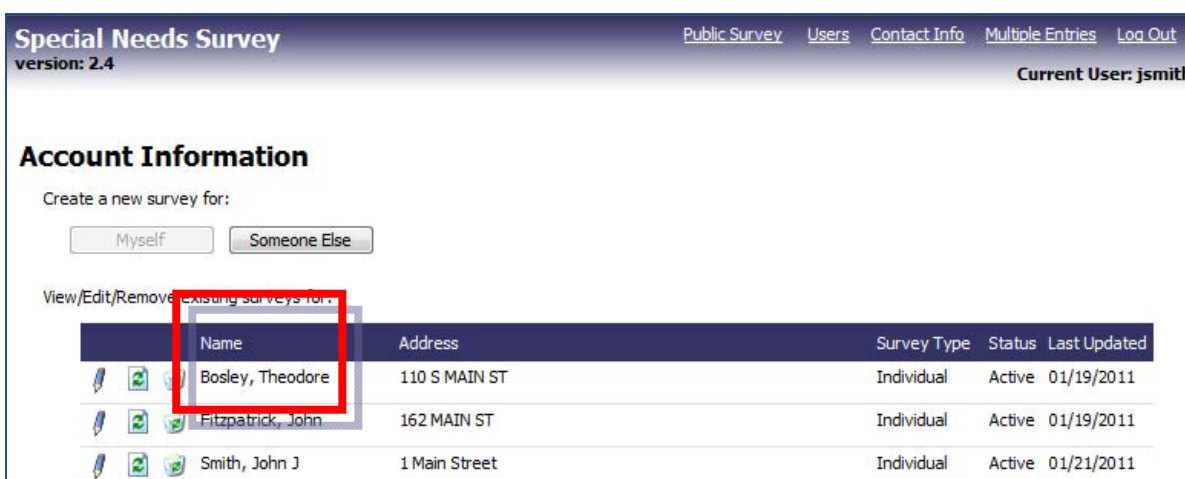 Special Needs Survey
Public Survey Users Contact Info Multiple Entries Log Out
version: 2.4
Current User: jsmith
Account Information
Create a new survey for:
Myself Someone Else
View/Edit/Remove existing surveys for:
Name Address Survey Type Status Last Updated
Bosley, Theodore 110 S MAIN ST Individual Active 01/19/2011
Fitzpatrick, John 162 MAIN ST Individual Active 01/19/2011
Smith, John J 1 Main Street Individual Active 01/21/2011